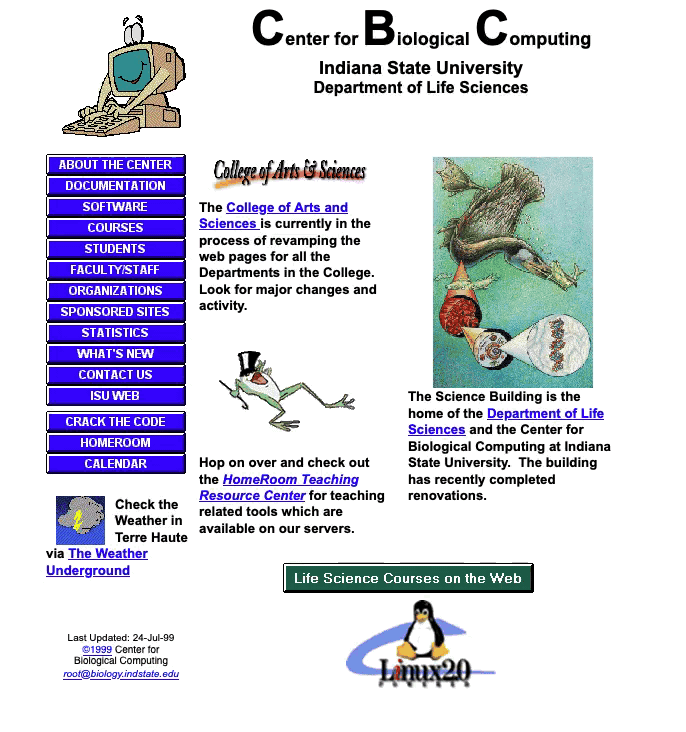 Center for Biological Computing
Indiana State University
Department of Life Sciences
ABOUT THE CENTER
DOCUMENTATION
SOFTWARE
COURSES
STUDENTS
FACULTY/STAFF
ORGANIZATIONS
SPONSORED SITES
STATISTICS
WHAT'S NEW
CONTACT US
ISU WEB
CRACK THE CODE
HOMEROOM
CALENDAR
Check the
Weather in
Terre Haute
via The Weather
Underground
Last Updated: 24-Jul-99
©1999 Center for
Biological Computing
root@biology.indstate.edu
College of Arts & Sciences
The College of Arts and
Sciences is currently in the
process of revamping the
web pages for all the
Departments in the College.
Look for major changes and
activity.
Hop on over and check out
the HomeRoom Teaching
Resource Center for teaching
related tools which are
available on our servers.
The Science Building is the
home of the Department of Life
Sciences and the Center for
Biological Computing at Indiana
State University. The building
has recently completed
renovations.
Life Science Courses on the Web
Linux2.0